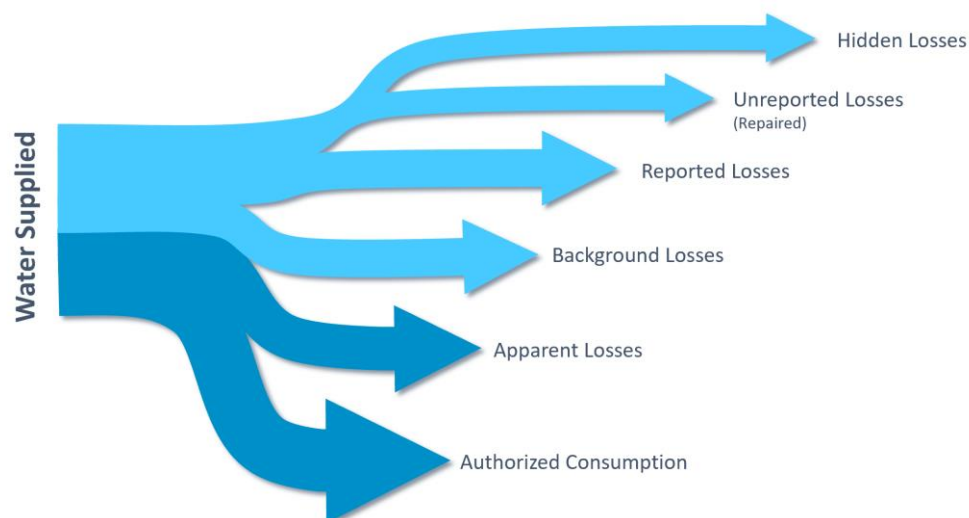 Water Supplied
Hidden Losses
Unreported Losses
(Repaired)
Reported Losses
Background Losses
Apparent Losses
Authorized Consumption